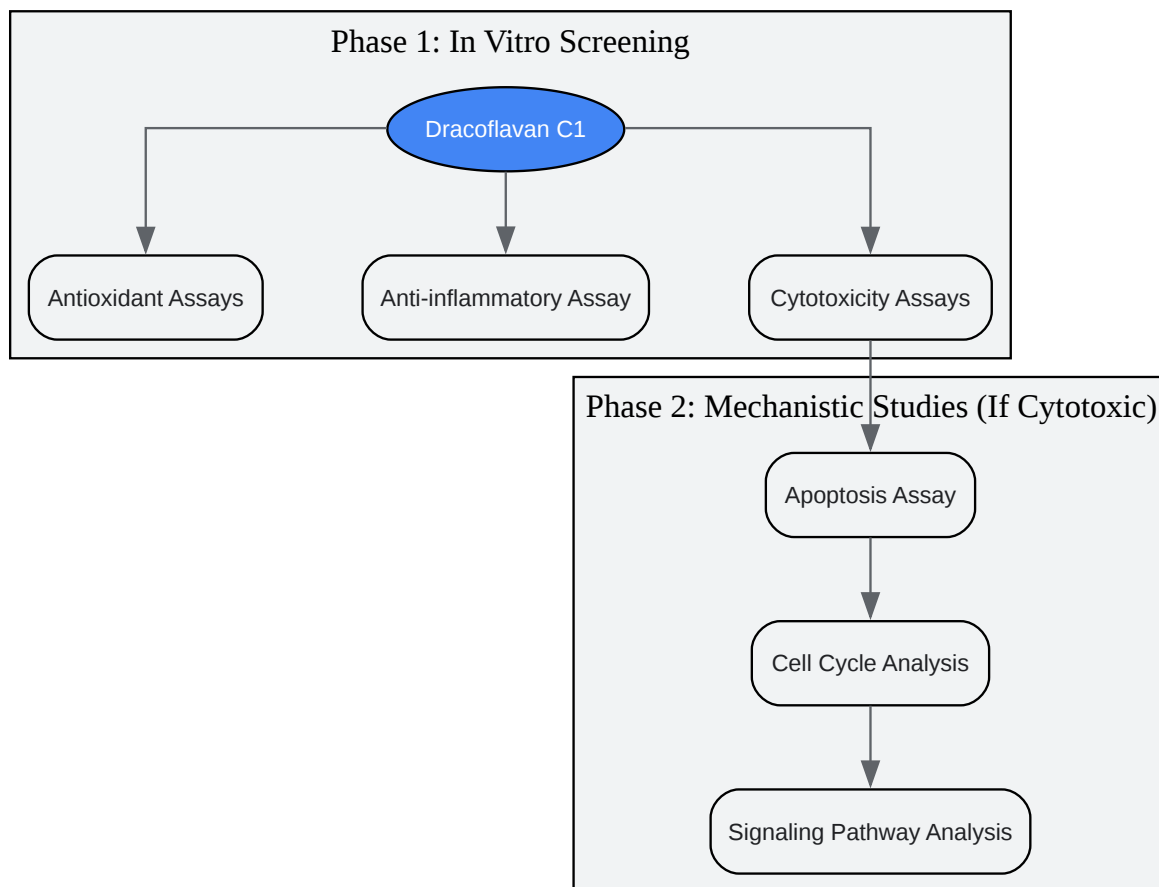 Phase 1: In Vitro Screening
Dracoflavan C1
Antioxidant Assays
Anti-inflammatory Assay
Cytotoxicity Assays
Phase 2: Mechanistic Studies (If Cytotoxic)
Apoptosis Assay
Cell Cycle Analysis
Signaling Pathway Analysis